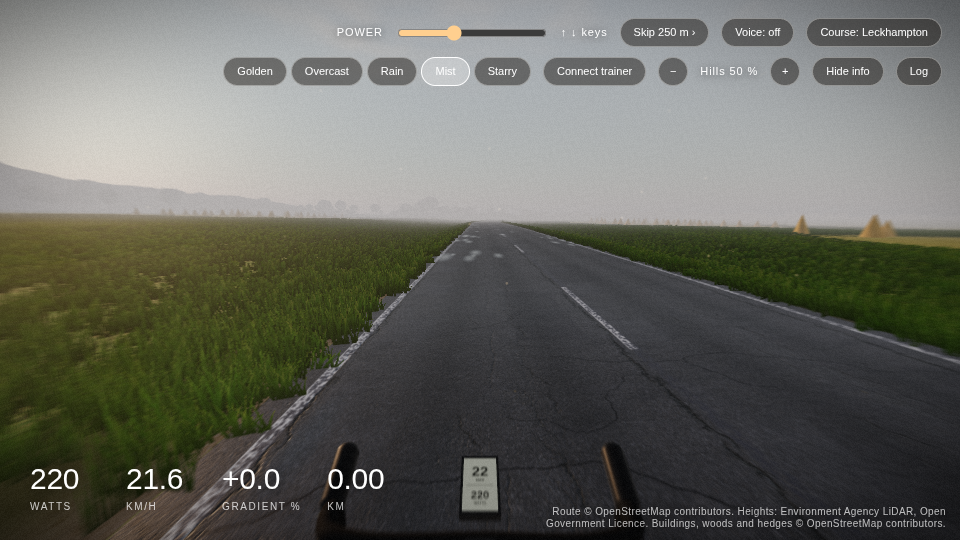 POWER ↑ ↓ keys Skip 250 m › Voice: off Course: Leckhampton
Golden Overcast Rain Mist Starry Connect trainer − Hills 50 % + Hide info Log
22
220
220 21.6 +0.0 0.00
WATTS KM/H GRADIENT % KM
Route © OpenStreetMap contributors. Heights: Environment Agency LiDAR, Open
Government Licence. Buildings, woods and hedges © OpenStreetMap contributors.